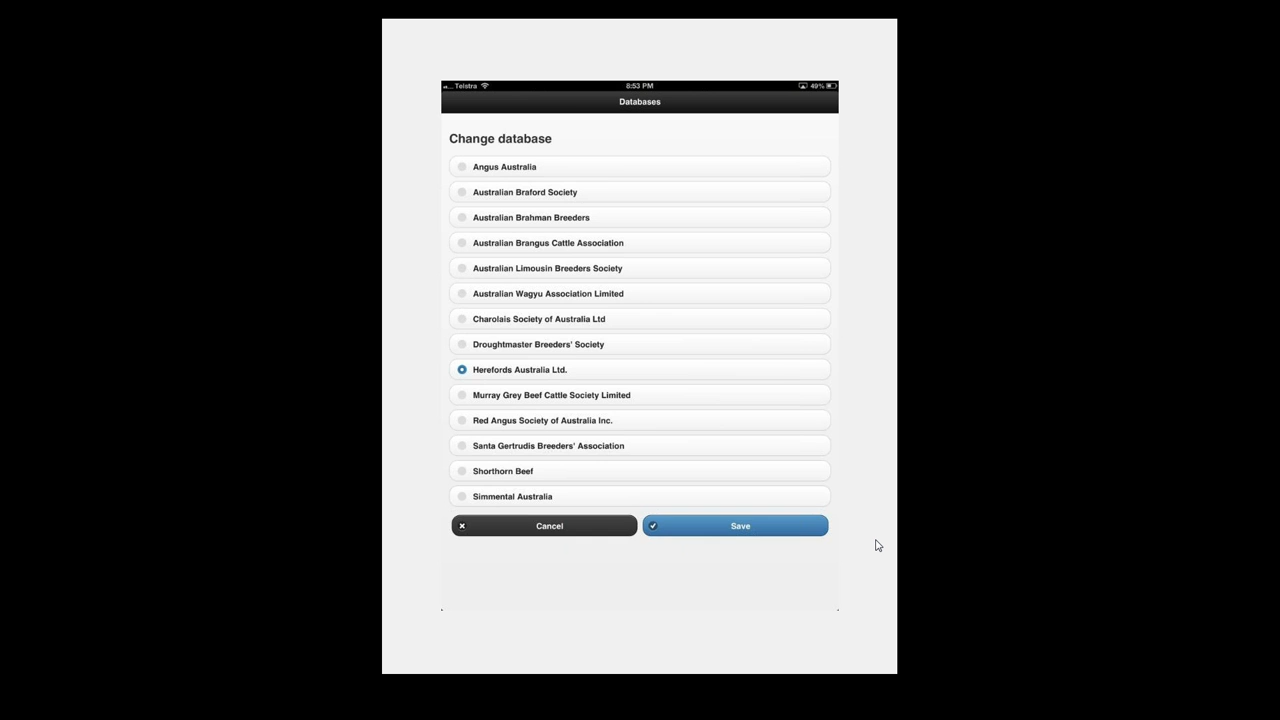 Telstra 8:53 PM 49%
Databases
Change database
Angus Australia
Australian Braford Society
Australian Brahman Breeders
Australian Brangus Cattle Association
Australian Limousin Breeders Society
Australian Wagyu Association Limited
Charolais Society of Australia Ltd
Droughtmaster Breeders' Society
Herefords Australia Ltd.
Murray Grey Beef Cattle Society Limited
Red Angus Society of Australia Inc.
Santa Gertrudis Breeders' Association
Shorthorn Beef
Simmental Australia
Cancel Save